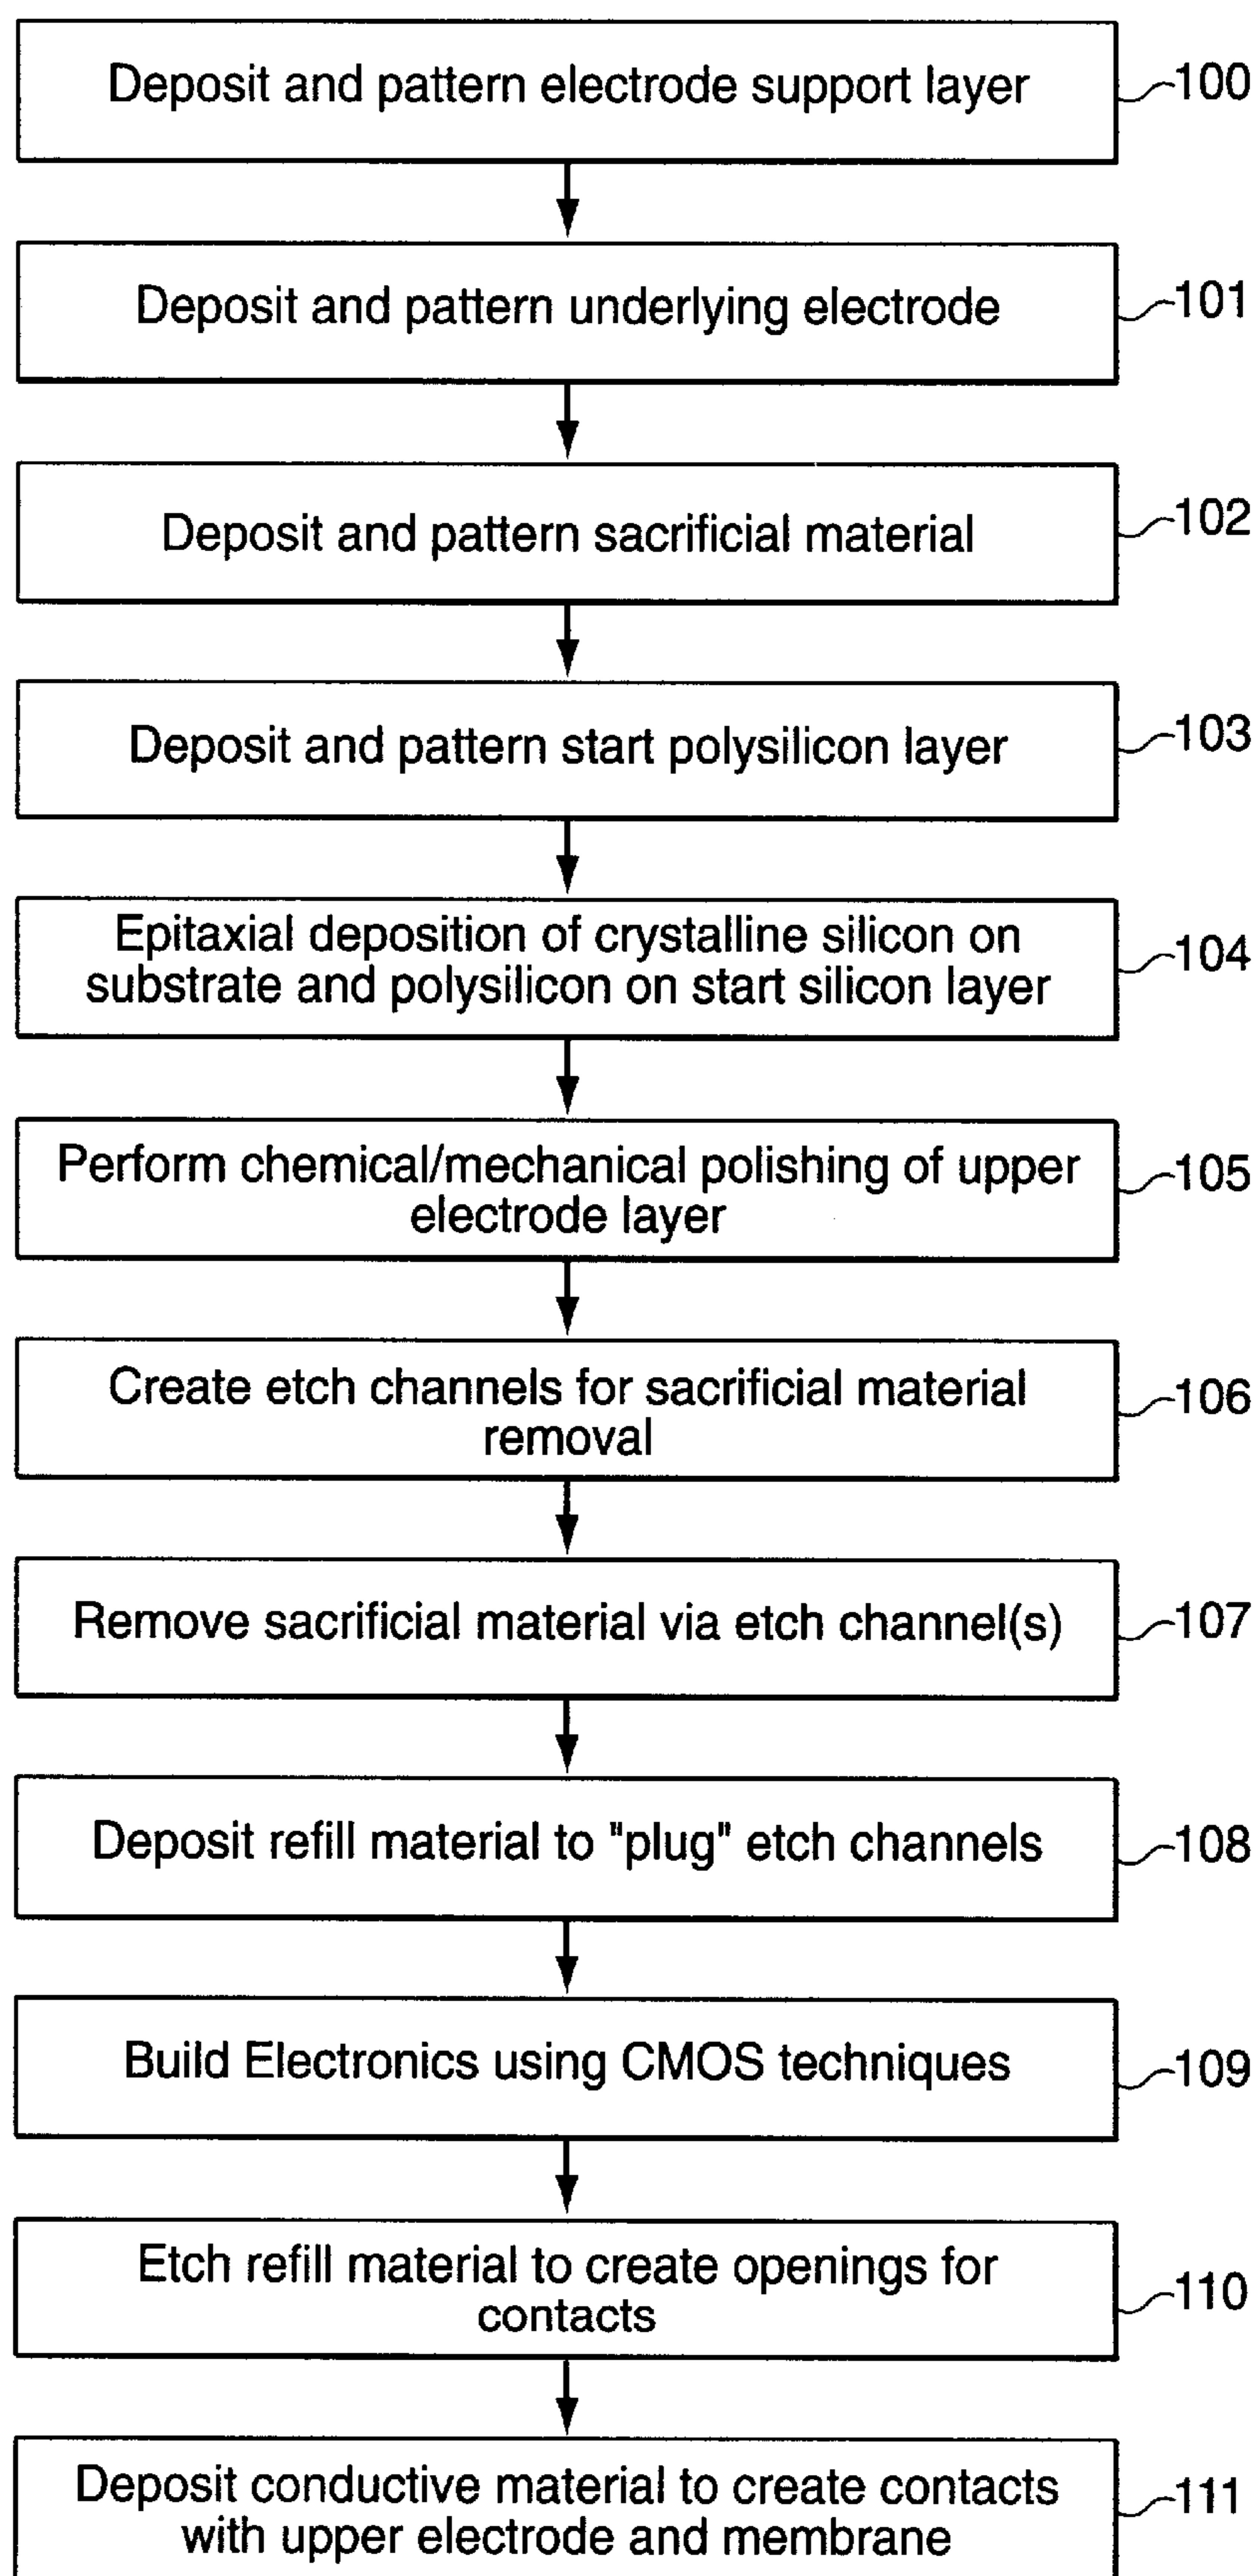 Deposit and pattern electrode support layer
100
Deposit and pattern underlying electrode
101
Deposit and pattern sacrificial material
102
Deposit and pattern start polysilicon layer
103
Epitaxial deposition of crystalline silicon on
substrate and polysilicon on start silicon layer
104
Perform chemical/mechanical polishing of upper
electrode layer
105
Create etch channels for sacrificial material
removal
106
Remove sacrificial material via etch channel(s)
107
Deposit refill material to "plug" etch channels
108
Build Electronics using CMOS techniques
109
Etch refill material to create openings for
contacts
110
Deposit conductive material to create contacts
with upper electrode and membrane
111